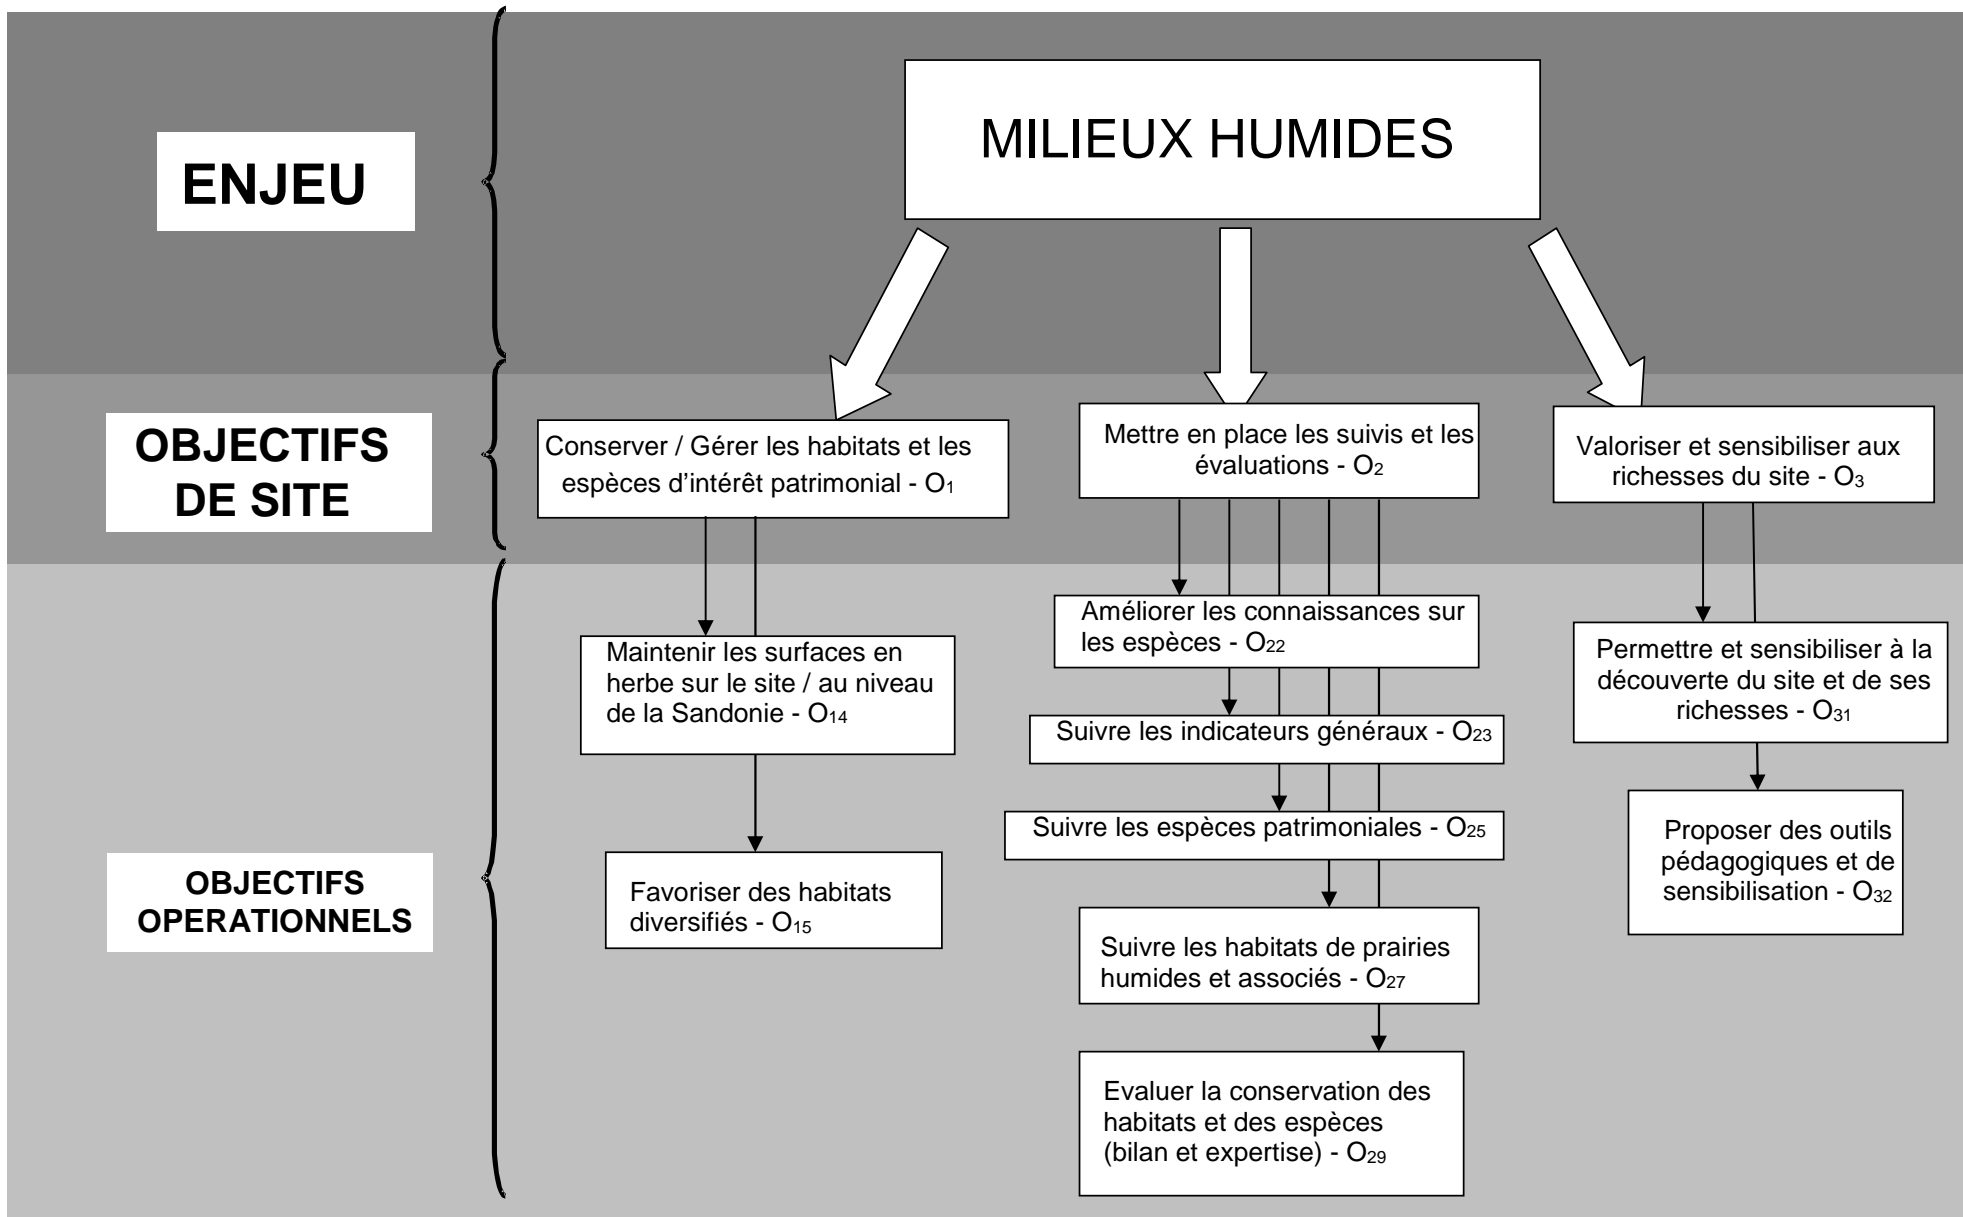 MILIEUX HUMIDES
ENJEU
OBJECTIFS
DE SITE
Conserver / Gérer les habitats et les
espèces d’intérêt patrimonial - O1
Mettre en place les suivis et les
évaluations - O2
Valoriser et sensibiliser aux
richesses du site - O3
OBJECTIFS
OPERATIONNELS
Maintenir les surfaces en
herbe sur le site / au niveau
de la Sandonie - O14
Favoriser des habitats
diversifiés - O15
Améliorer les connaissances sur
les espèces - O22
Suivre les indicateurs généraux - O23
Suivre les espèces patrimoniales - O25
Suivre les habitats de prairies
humides et associés - O27
Evaluer la conservation des
habitats et des espèces
(bilan et expertise) - O29
Permettre et sensibiliser à la
découverte du site et de ses
richesses - O31
Proposer des outils
pédagogiques et de
sensibilisation - O32